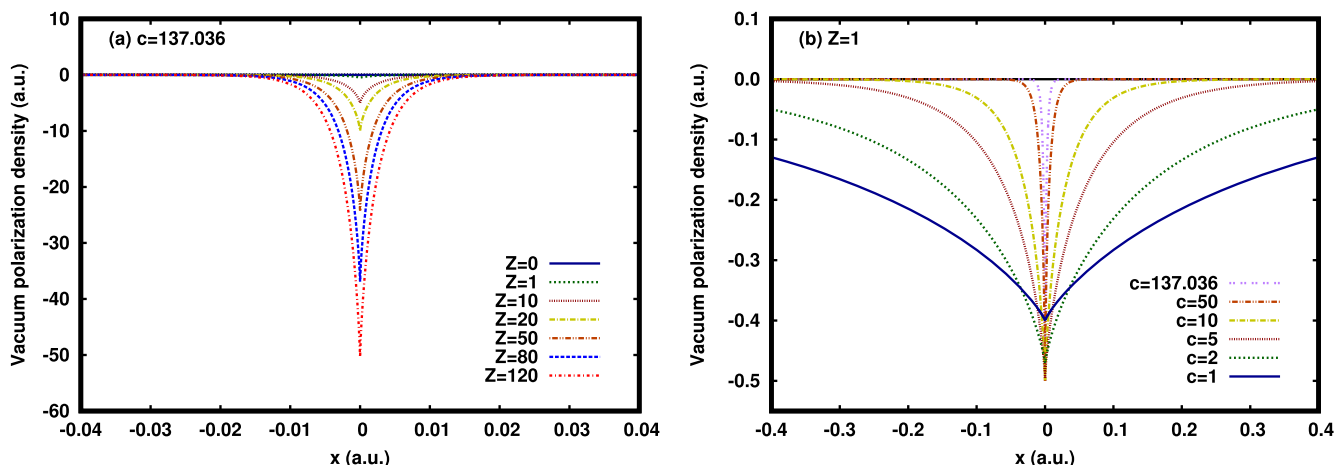 (a) c=137.036
Vacuum polarization density (a.u.)
10
0
-10
-20
-30
-40
-50
-60
Z=0
Z=1
Z=10
Z=20
Z=50
Z=80
Z=120
-0.04 -0.03 -0.02 -0.01 0 0.01 0.02 0.03 0.04
x (a.u.)
(b) Z=1
Vacuum polarization density (a.u.)
0.1
0.0
-0.1
-0.2
-0.3
-0.4
-0.5
c=137.036
c=50
c=10
c=5
c=2
c=1
-0.4 -0.3 -0.2 -0.1 0 0.1 0.2 0.3 0.4
x (a.u.)